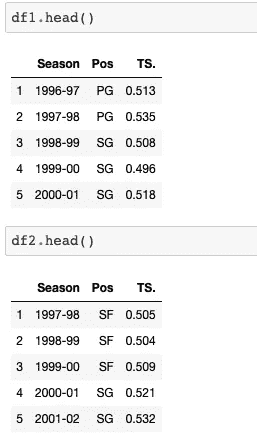 df1.head()
Season Pos TS.
1 1996-97 PG 0.513
2 1997-98 PG 0.535
3 1998-99 SG 0.508
4 1999-00 SG 0.496
5 2000-01 SG 0.518
df2.head()
Season Pos TS.
1 1997-98 SF 0.505
2 1998-99 SF 0.504
3 1999-00 SF 0.509
4 2000-01 SG 0.521
5 2001-02 SG 0.532